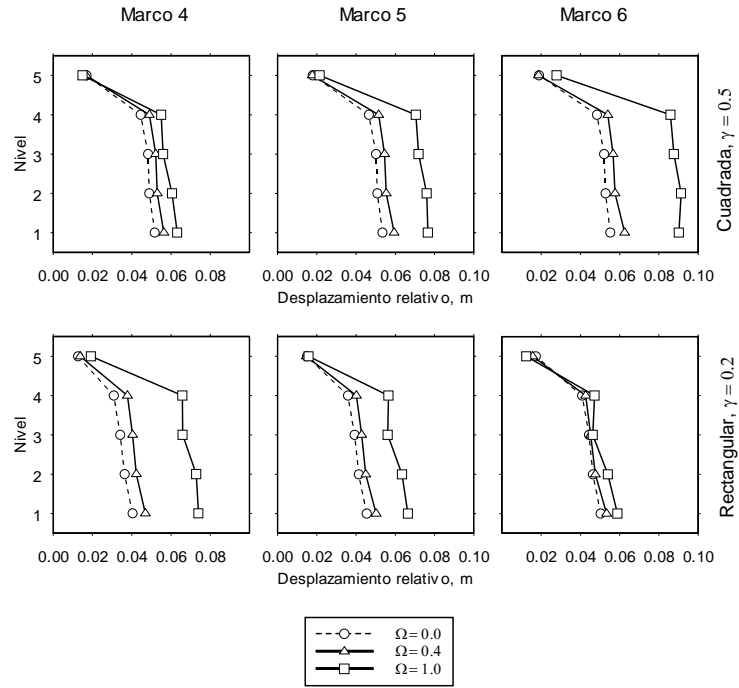 Marco 4 Marco 5 Marco 6
5
4
3
2
1
Nivel
0.00 0.02 0.04 0.06 0.08
0.00 0.02 0.04 0.06 0.08 0.10
0.02 0.04 0.06 0.08 0.10
Desplazamiento relativo, m
Cuadrada, γ = 0.5
5
4
3
2
1
Nivel
0.00 0.02 0.04 0.06 0.08
0.00 0.02 0.04 0.06 0.08 0.10
0.02 0.04 0.06 0.08 0.10
Desplazamiento relativo, m
Rectangular, γ = 0.2
Ω = 0.0
Ω = 0.4
Ω = 1.0